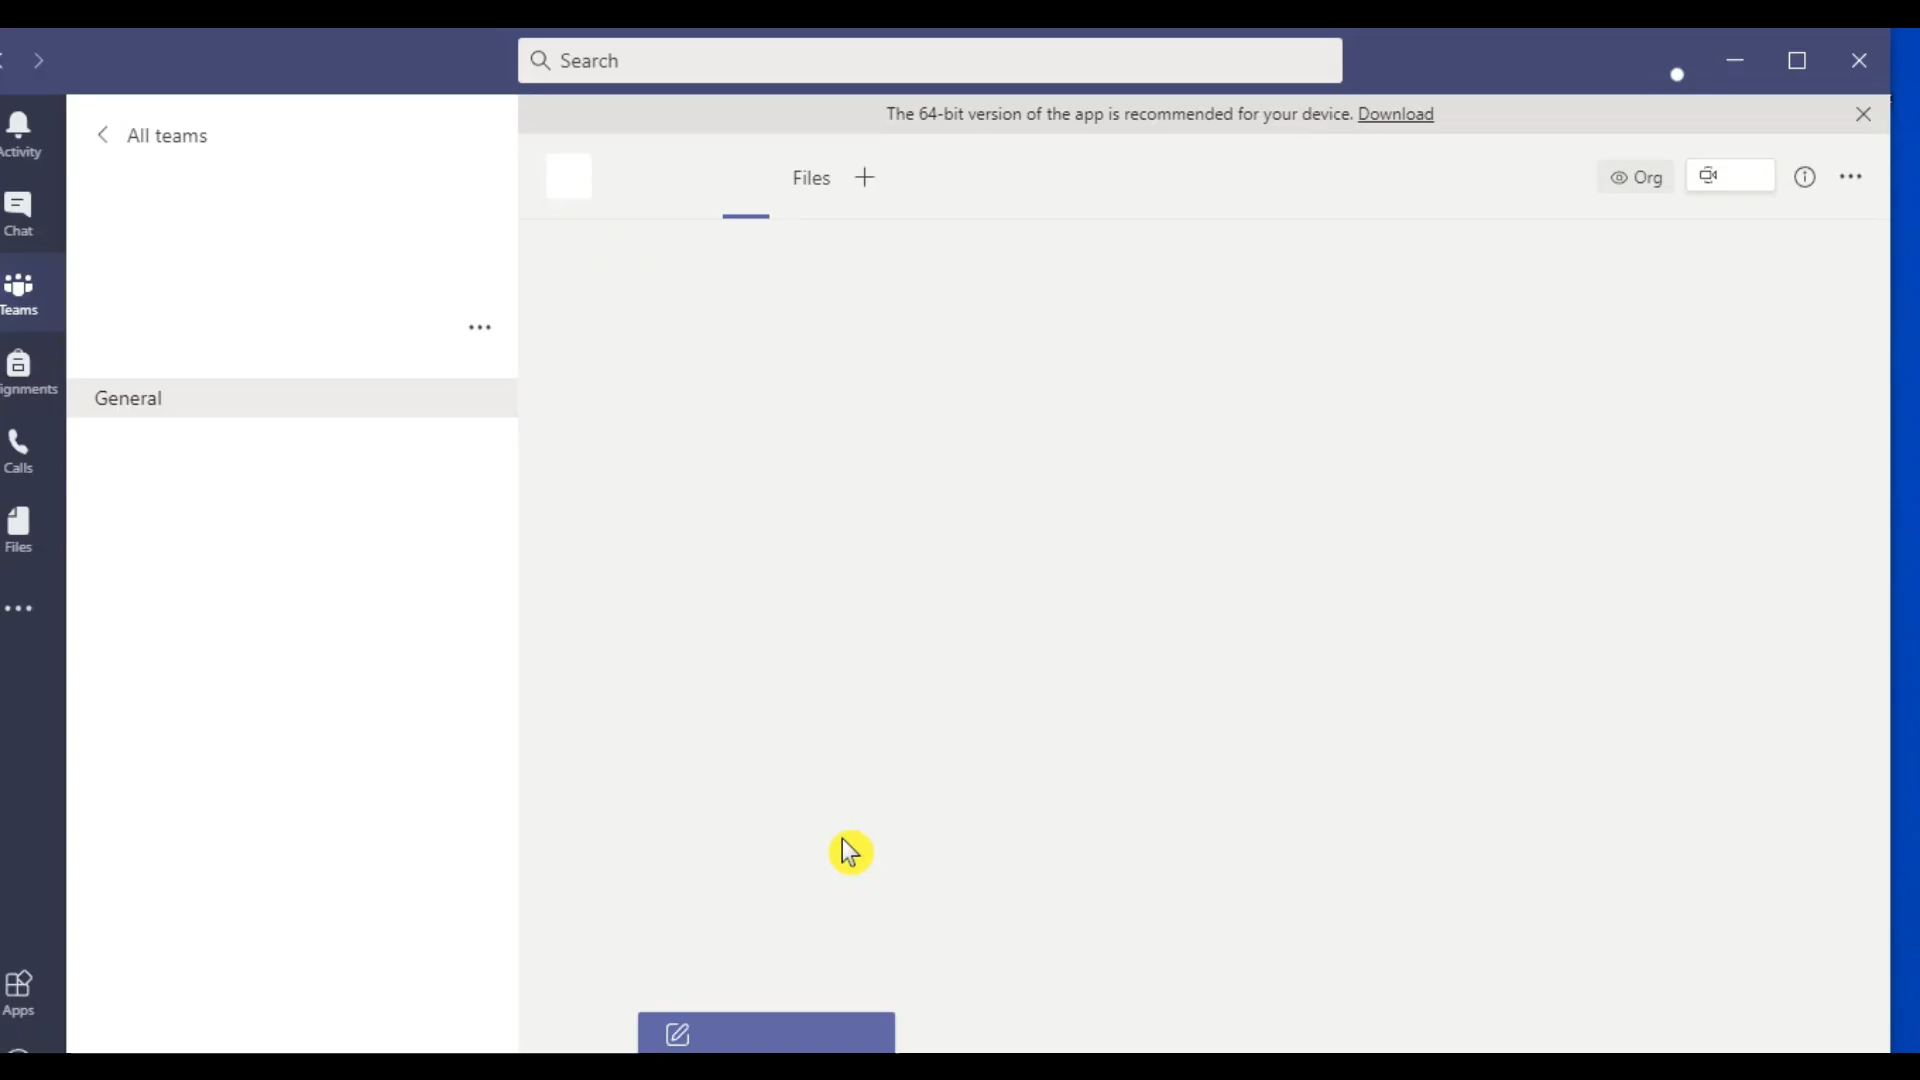 Search
The 64-bit version of the app is recommended for your device. Download
Activity
All teams
Files
Org
Chat
Teams
ignments
General
Calls
Files
Apps